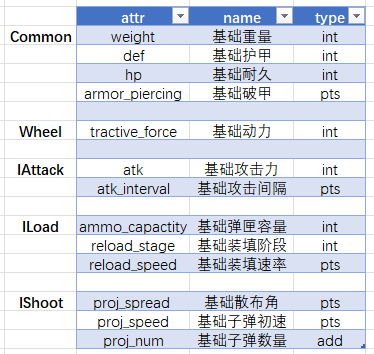 attr name type
Common weight 基础重量 int
def 基础护甲 int
hp 基础耐久 int
armor_piercing 基础破甲 pts
Wheel tractive_force 基础动力 int
IAttack atk 基础攻击力 int
atk_interval 基础攻击间隔 pts
ILoad ammo_capactity 基础弹匣容量 int
reload_stage 基础装填阶段 int
reload_speed 基础装填速率 pts
IShoot proj_spread 基础散布角 pts
proj_speed 基础子弹初速 pts
proj_num 基础子弹数量 add